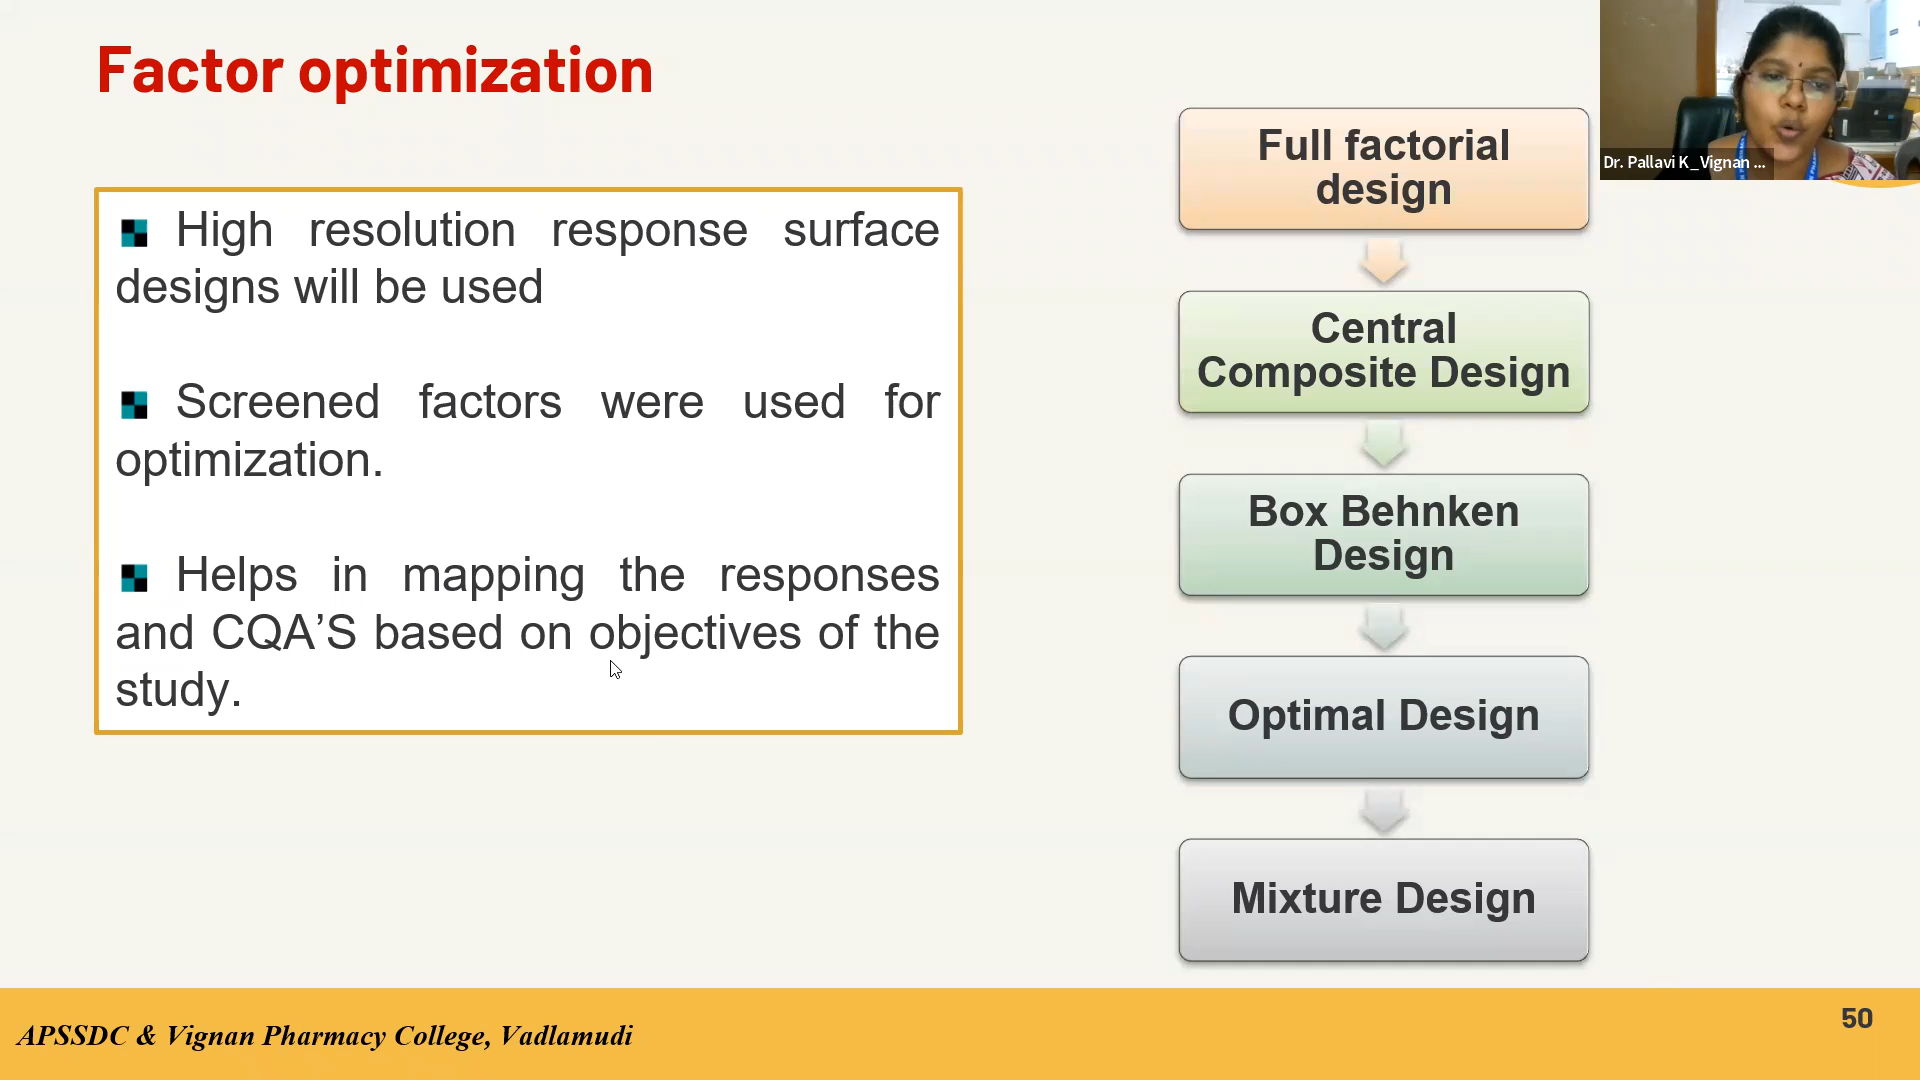 Factor optimization
High resolution response surface
designs will be used
Screened factors were used for
optimization.
Helps in mapping the responses
and CQA’S based on objectives of the
study.
Full factorial
design
Central
Composite Design
Box Behnken
Design
Optimal Design
Mixture Design
Dr. Pallavi K_Vignan ...
APSSDC & Vignan Pharmacy College, Vadlamudi
50